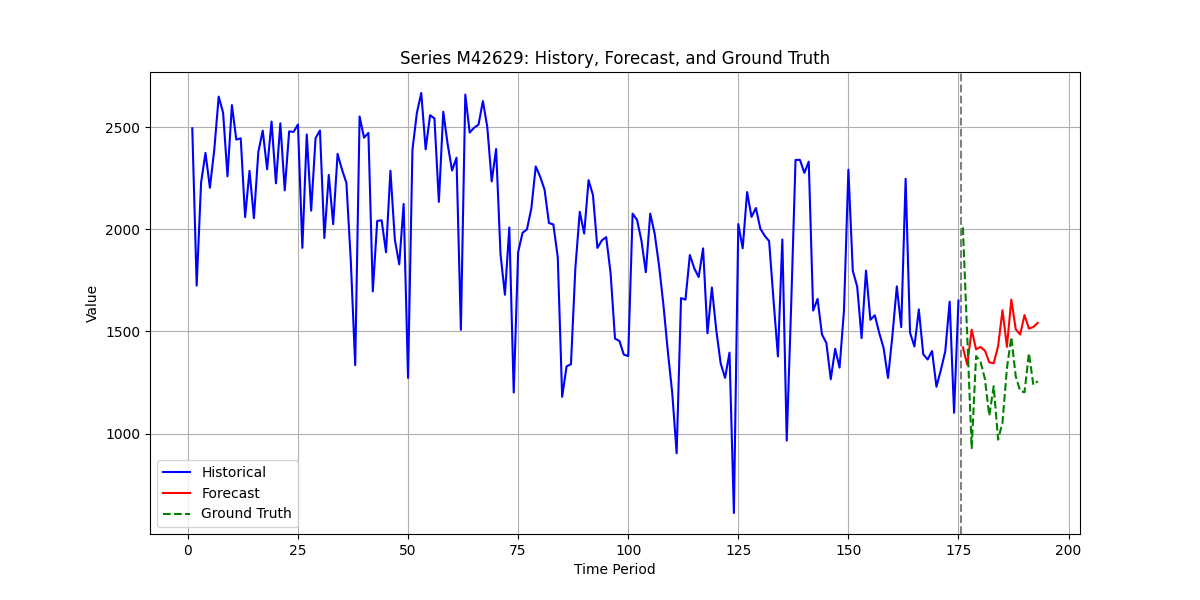 Series M42629: History, Forecast, and Ground Truth
Value
2500
2000
1500
1000
Historical
Forecast
Ground Truth
0 25 50 75 100 125 150 175 200
Time Period